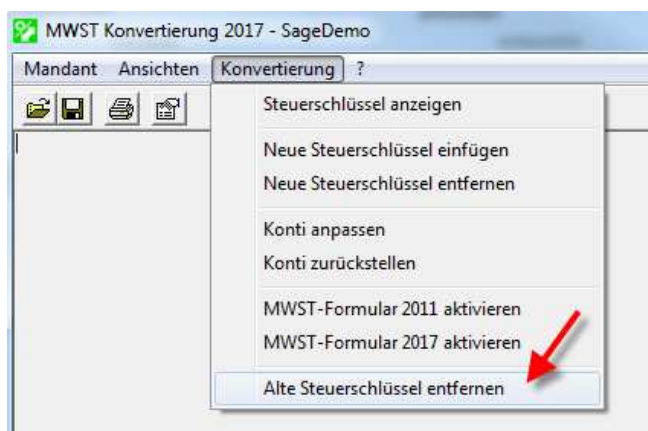 MWST Konvertierung 2017 - SageDemo
Mandant Ansichten Konvertierung ?
Steuerschlüssel anzeigen
Neue Steuerschlüssel einfügen
Neue Steuerschlüssel entfernen
Konti anpassen
Konti zurückstellen
MWST-Formular 2011 aktivieren
MWST-Formular 2017 aktivieren
Alte Steuerschlüssel entfernen